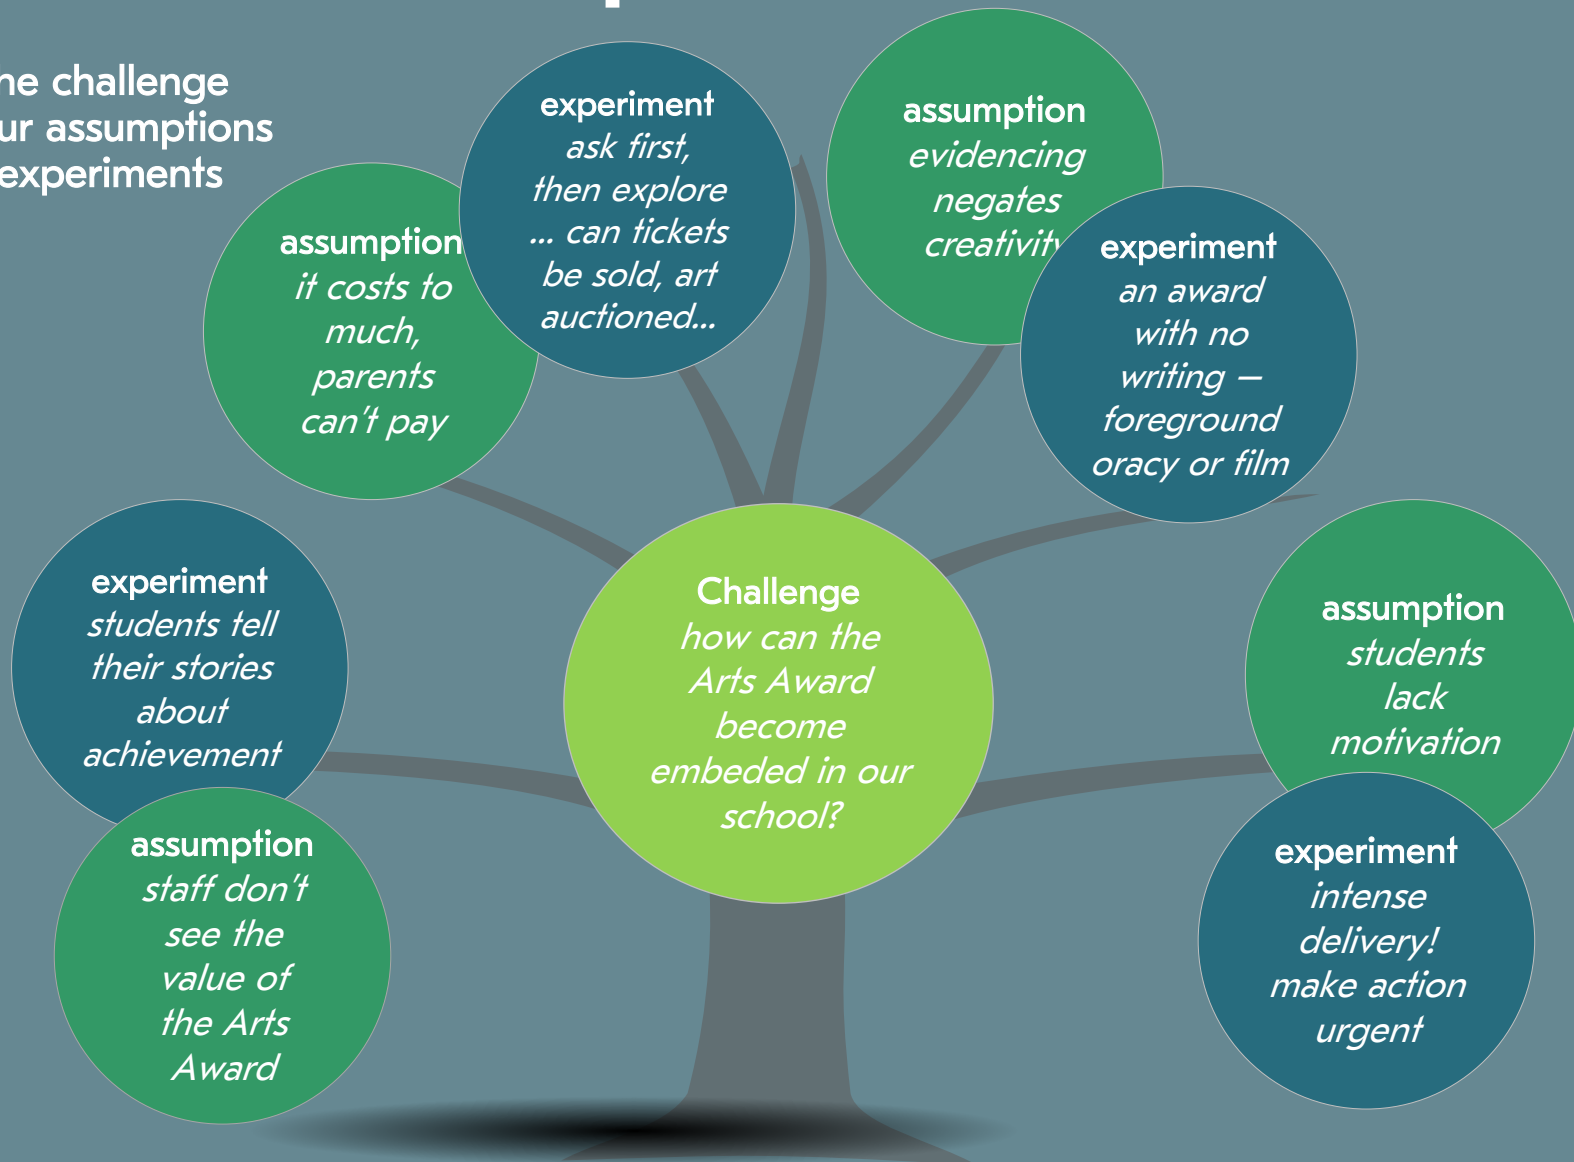 he challenge
ur assumptions
experiments
experiment
ask first,
then explore
... can tickets
be sold, art
auctioned...
assumption
evidencing
negates
creativity
assumption
it costs to
much,
parents
can't pay
experiment
an award
with no
writing –
foreground
oracy or film
experiment
students tell
their stories
about
achievement
Challenge
how can the
Arts Award
become
embeded in our
school?
assumption
students
lack
motivation
assumption
staff don't
see the
value of
the Arts
Award
experiment
intense
delivery!
make action
urgent